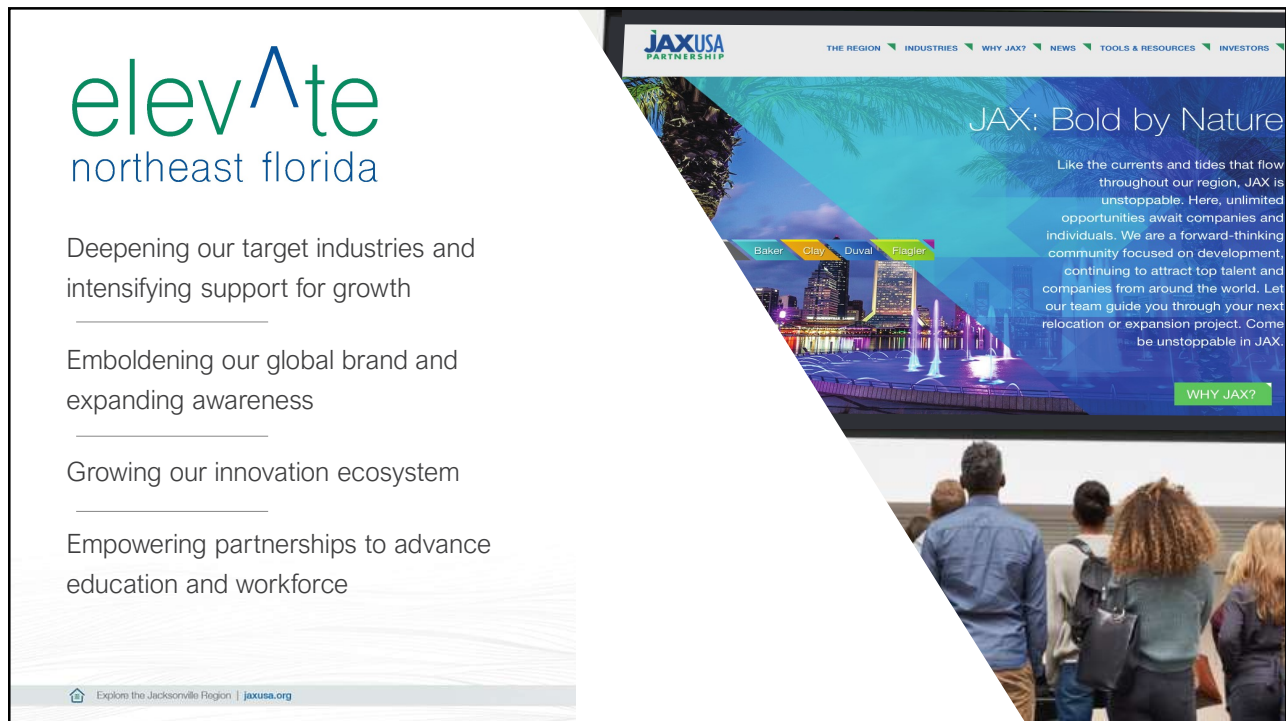 elev^te
northeast florida
Deepening our target industries and
intensifying support for growth
Emboldening our global brand and
expanding awareness
Growing our innovation ecosystem
Empowering partnerships to advance
education and workforce
Explore the Jacksonville Region | jaxusa.org
JAXUSA
PARTNERSHIP
THE REGION INDUSTRIES WHY JAX? NEWS TOOLS & RESOURCES INVESTORS
JAX: Bold by Nature
Like the currents and tides that flow
throughout our region, JAX is
unstoppable. Here, unlimited
opportunities await companies and
individuals. We are a forward-thinking
community focused on development,
continuing to attract top talent and
companies from around the world. Let
our team guide you through your next
relocation or expansion project. Come
be unstoppable in JAX.
Baker Clay Duval Flagler
WHY JAX?